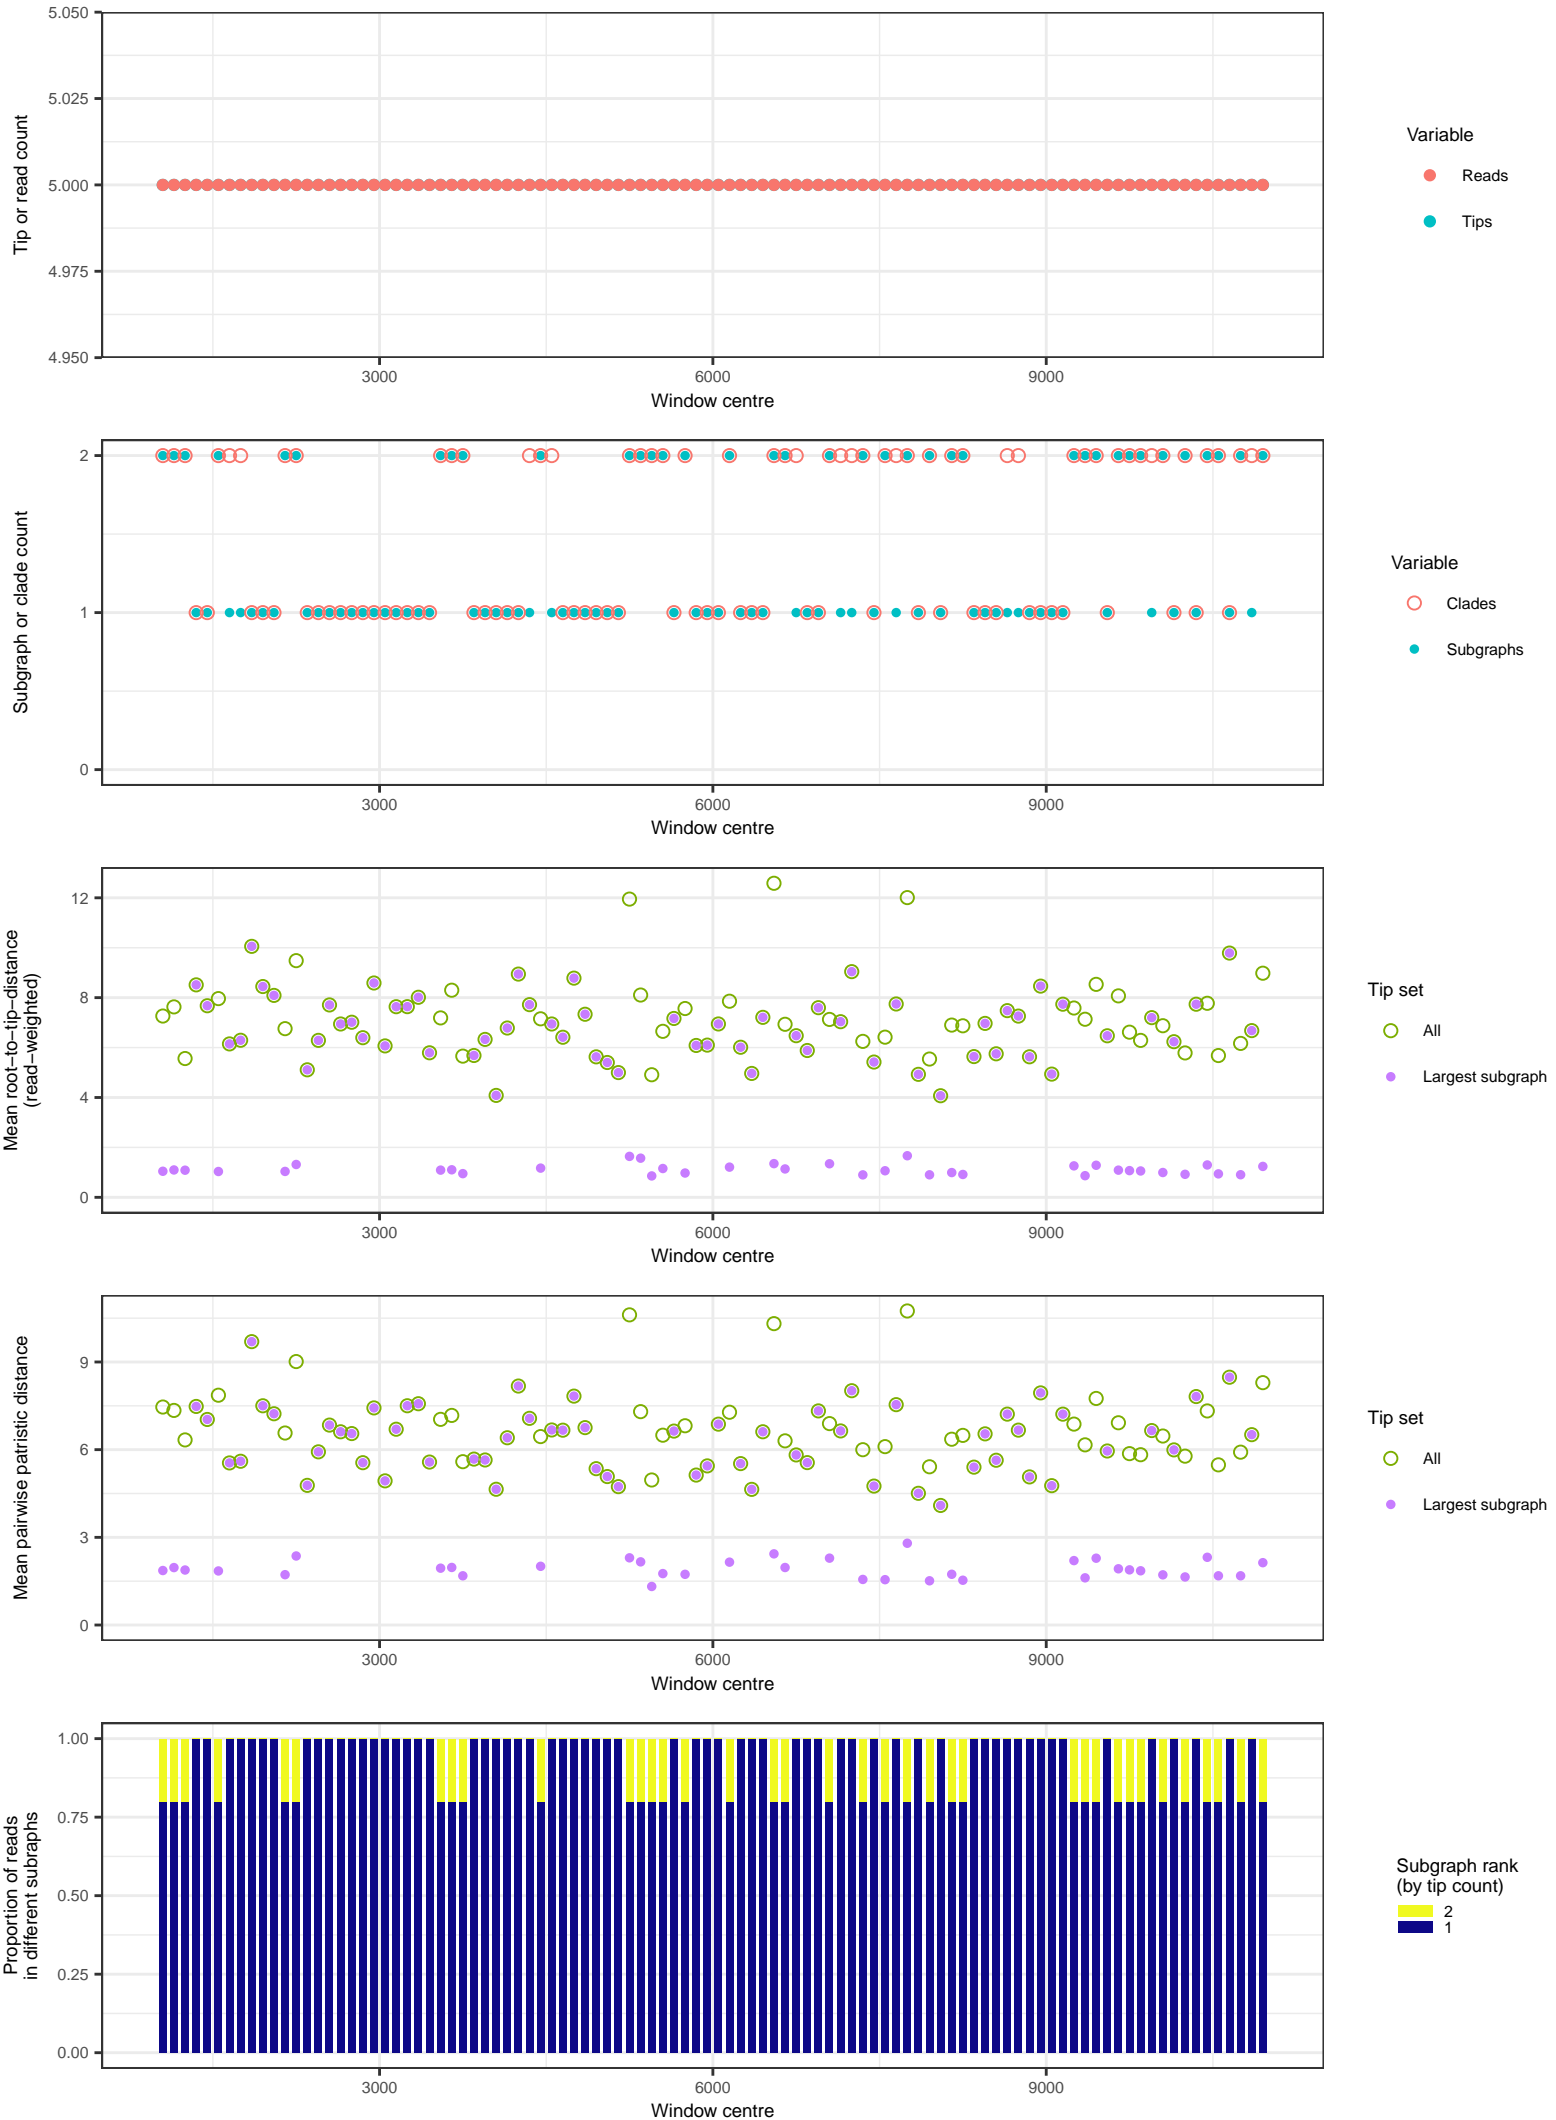 5.050
5.025
5.000
4.975
4.950
Tip or read count
3000
6000
9000
Window centre
Variable
Reads
Tips
2
1
0
Subgraph or clade count
3000
6000
9000
Window centre
Variable
Clades
Subgraphs
12
8
4
0
Mean root−to−tip−distance
(read−weighted)
3000
6000
9000
Window centre
Tip set
All
Largest subgraph
9
6
3
0
Mean pairwise patristic distance
3000
6000
9000
Window centre
Tip set
All
Largest subgraph
1.00
0.75
0.50
0.25
0.00
Proportion of reads
in different subraphs
3000
6000
9000
Window centre
Subgraph rank
(by tip count)
2
1